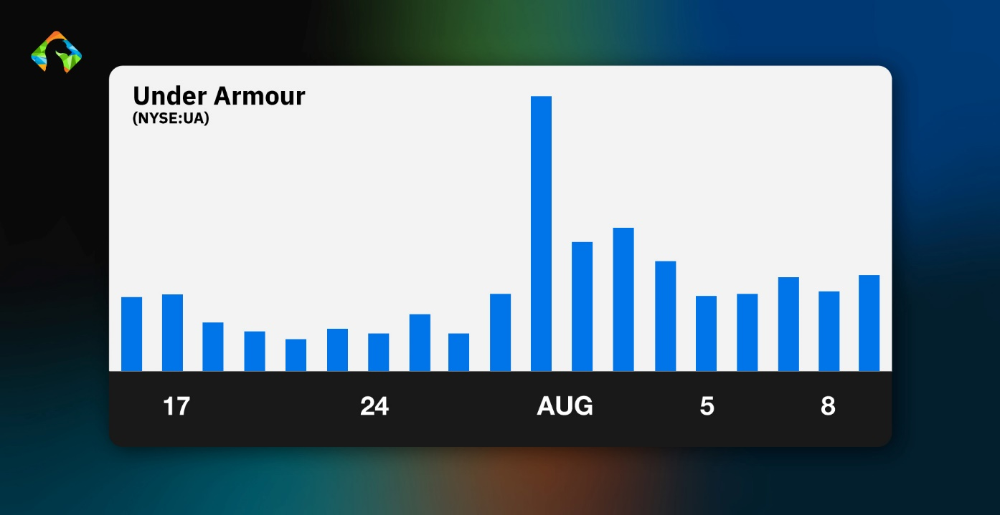 Under Armour
(NYSE:UA)
17 24 AUG 5 8